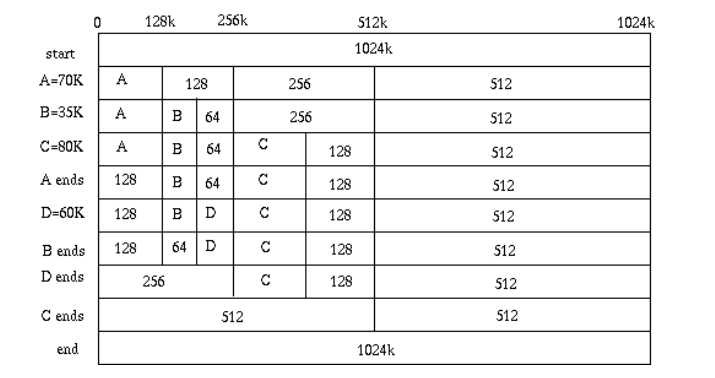 0 128k 256k 512k 1024k
start 1024k
A=70K A 128 256 512
B=35K A B 64 256 512
C=80K A B 64 C 128 512
A ends 128 B 64 C 128 512
D=60K 128 B D C 128 512
B ends 128 64 D C 128 512
D ends 256 C 128 512
C ends 512 512
end 1024k